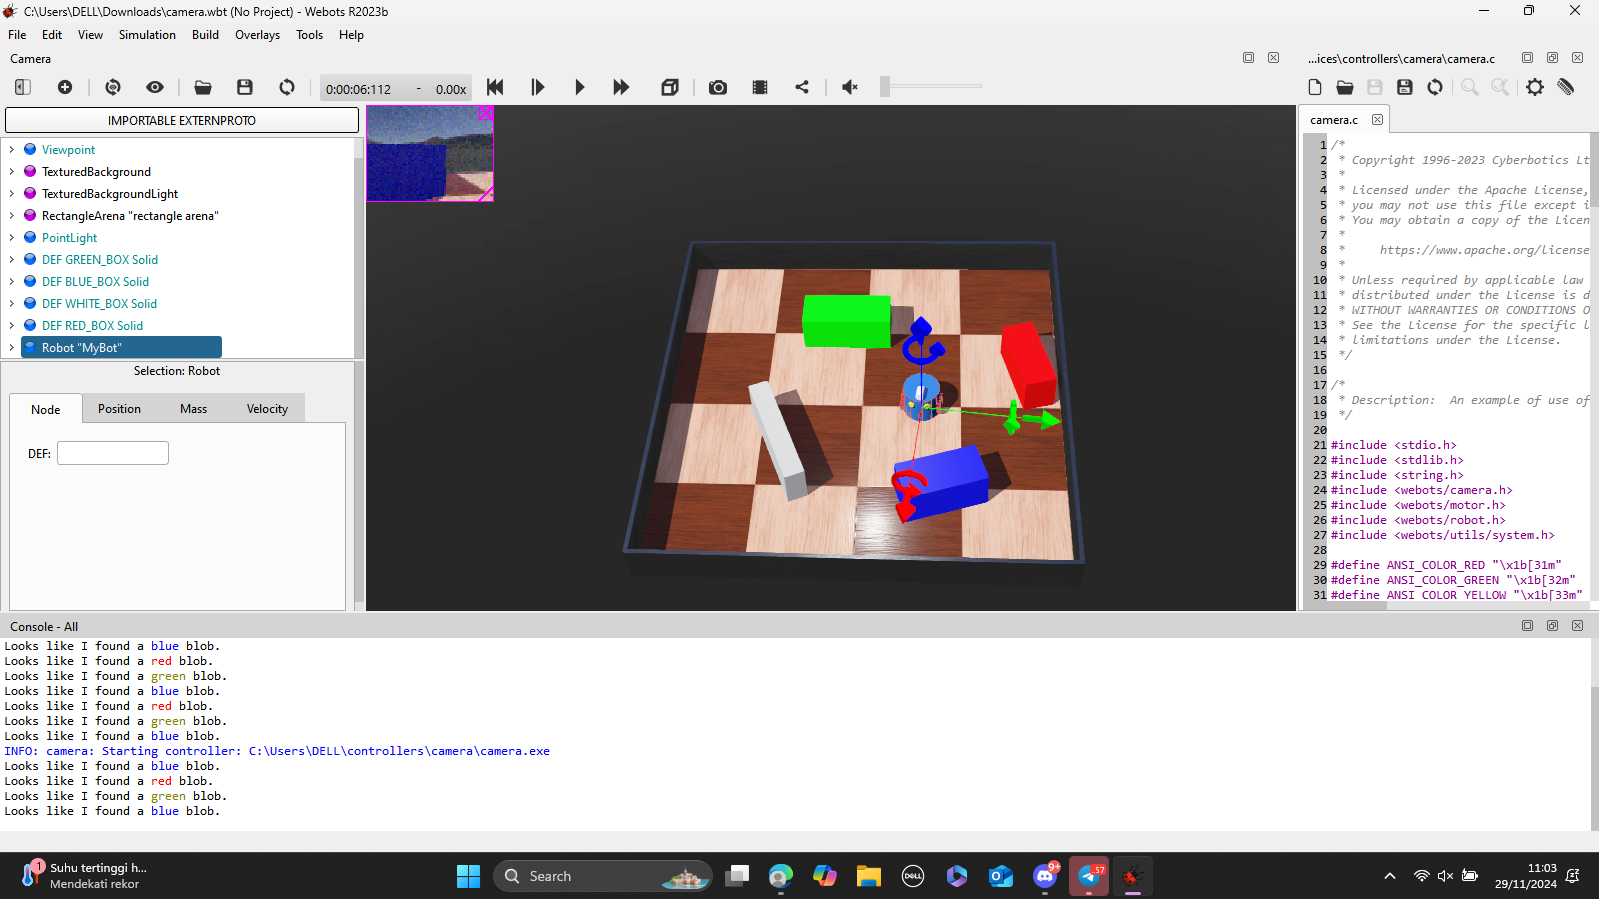 C:\Users\DELL\Downloads\camera.wbt (No Project) - Webots R2023b
File Edit View Simulation Build Overlays Tools Help
Camera
...ices\controllers\camera\camera.c
0:00:06:112 - 0.00x
IMPORTABLE EXTERNPROTO
Viewpoint
TexturedBackground
TexturedBackgroundLight
RectangleArena "rectangle arena"
PointLight
DEF GREEN_BOX Solid
DEF BLUE_BOX Solid
DEF WHITE_BOX Solid
DEF RED_BOX Solid
Robot "MyBot"
Selection: Robot
Node Position Mass Velocity
DEF:
camera.c
1 /*
2 * Copyright 1996-2023 Cyberbotics Lt
3 *
4 * Licensed under the Apache License,
5 * you may not use this file except i
6 * You may obtain a copy of the Licen
7 *
8 * https://www.apache.org/license
9 *
10 * Unless required by applicable law
11 * distributed under the License is d
12 * WITHOUT WARRANTIES OR CONDITIONS O
13 * See the License for the specific l
14 * limitations under the License.
15 */
16
17 /*
18 * Description: An example of use of
19 */
20
21 #include <stdio.h>
22 #include <stdlib.h>
23 #include <string.h>
24 #include <webots/camera.h>
25 #include <webots/motor.h>
26 #include <webots/robot.h>
27 #include <webots/utils/system.h>
28
29 #define ANSI_COLOR_RED "\x1b[31m"
30 #define ANSI_COLOR_GREEN "\x1b[32m"
31 #define ANSI_COLOR_YELLOW "\x1b[33m"
Console - All
Looks like I found a blue blob.
Looks like I found a red blob.
Looks like I found a green blob.
Looks like I found a blue blob.
Looks like I found a red blob.
Looks like I found a green blob.
Looks like I found a blue blob.
INFO: camera: Starting controller: C:\Users\DELL\controllers\camera\camera.exe
Looks like I found a blue blob.
Looks like I found a red blob.
Looks like I found a green blob.
Looks like I found a blue blob.
1
Suhu tertinggi h...
Mendekati rekor
Search
DELL
9+
57
11:03
29/11/2024